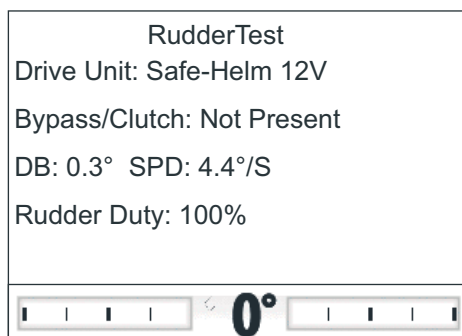 RudderTest
Drive Unit: Safe-Helm 12V
Bypass/Clutch: Not Present
DB: 0.3° SPD: 4.4°/S
Rudder Duty: 100%
0°